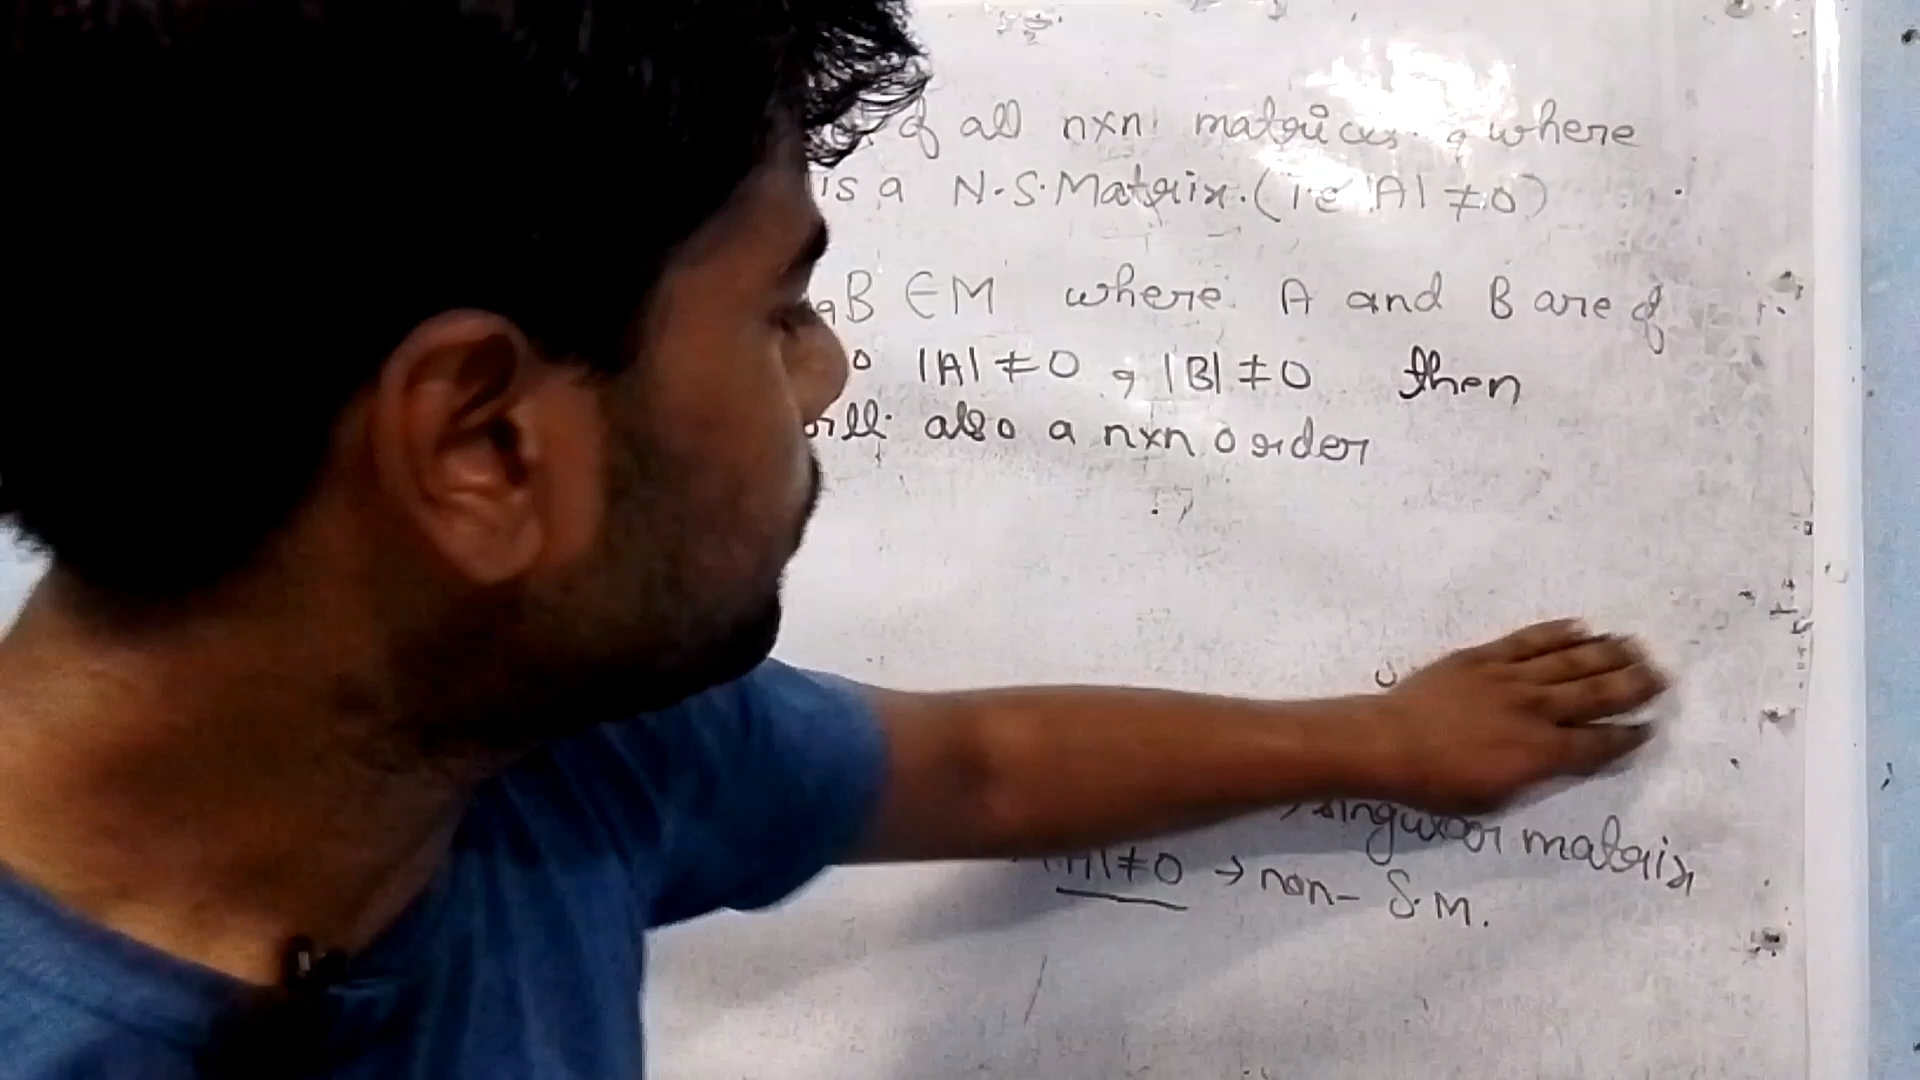 of all nxn matrices, where
is a N.S.Matrix. (i.e |A| ≠ 0)
,B ∈ M where A and B are of
|A| ≠ 0 , |B| ≠ 0 then
will also a nxn order
singular matrix
|A| ≠ 0 → non- S.M.